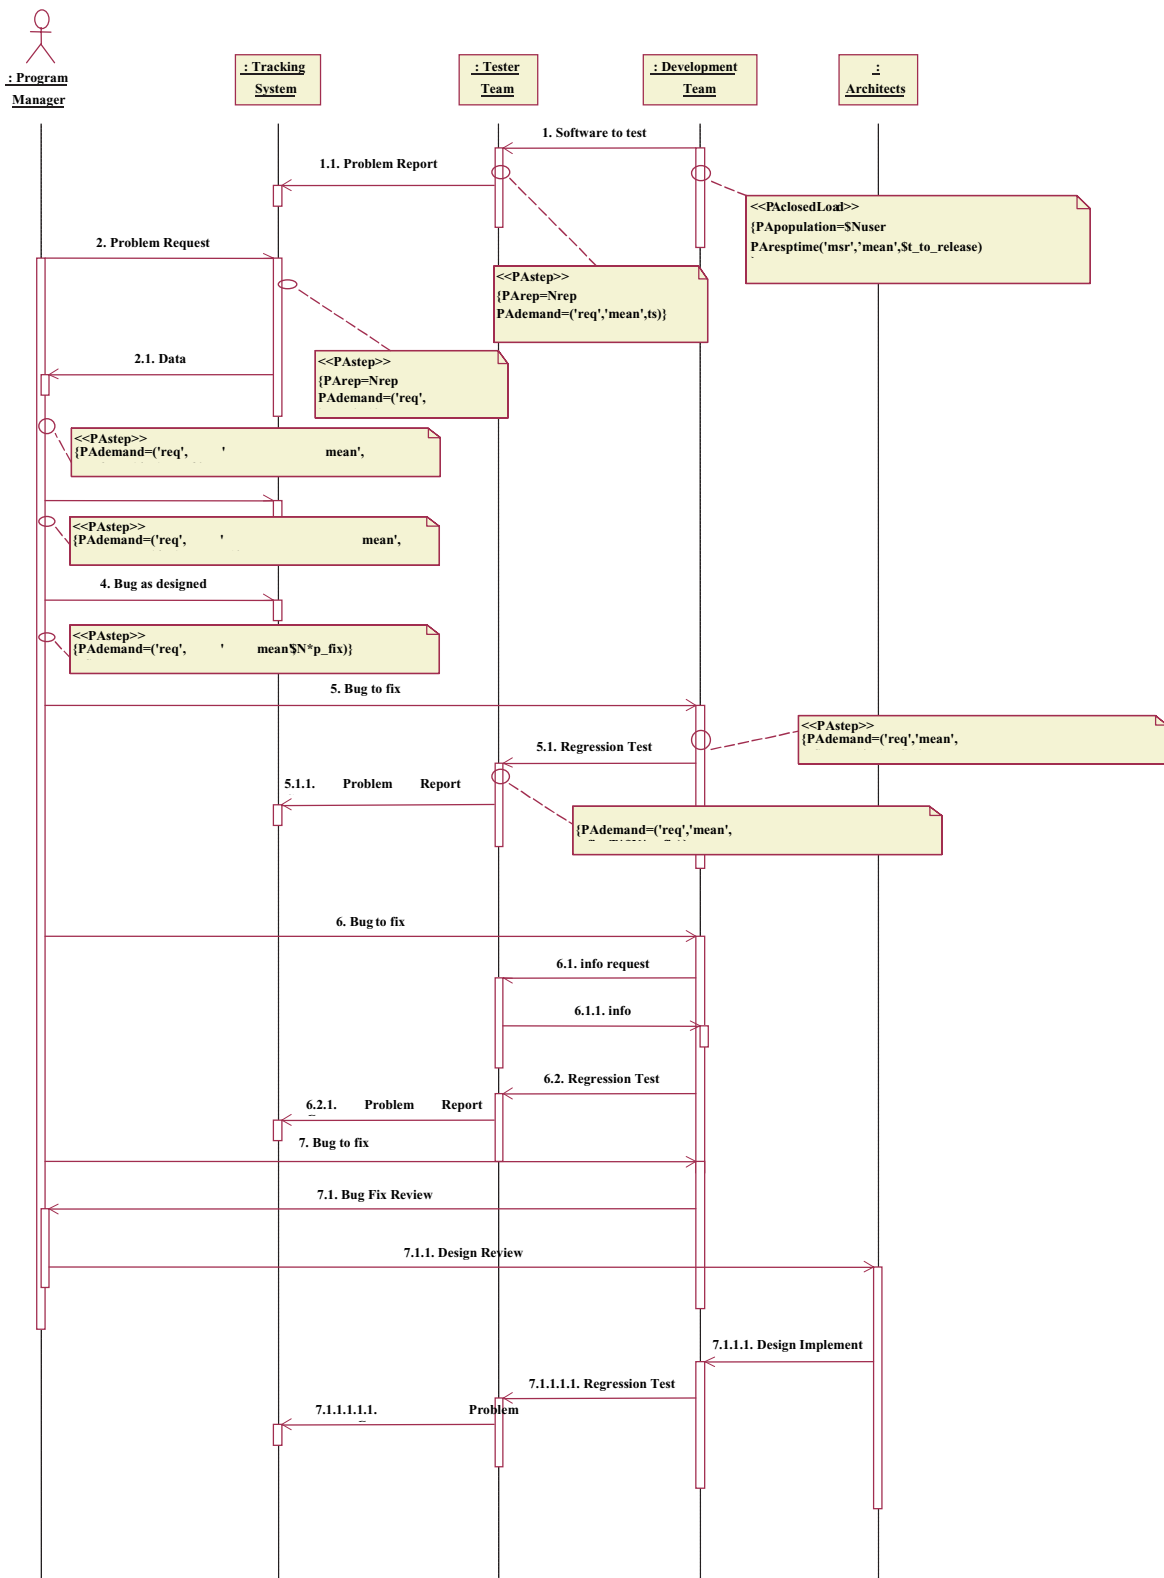 : Program
Manager
: Tracking
System
: Tester
Team
: Development
Team
:
Architects
1. Software to test
1.1. Problem Report
<<PAclosedLoad>>
{PApopulation=$Nuser
PAresptime('msr','mean',$t_to_release)
2. Problem Request
<<PAstep>>
{PArep=Nrep
PAdemand=('req','mean',ts)}
2.1. Data
<<PAstep>>
{PArep=Nrep
PAdemand=('req',
<<PAstep>>
{PAdemand=('req', ' mean',
<<PAstep>>
{PAdemand=('req', ' mean',
4. Bug as designed
<<PAstep>>
{PAdemand=('req', ' mean'$N*p_fix)}
5. Bug to fix
<<PAstep>>
{PAdemand=('req','mean',
5.1. Regression Test
5.1.1. Problem Report
{PAdemand=('req','mean',
6. Bug to fix
6.1. info request
6.1.1. info
6.2. Regression Test
6.2.1. Problem Report
7. Bug to fix
7.1. Bug Fix Review
7.1.1. Design Review
7.1.1.1. Design Implement
7.1.1.1.1. Regression Test
7.1.1.1.1.1. Problem